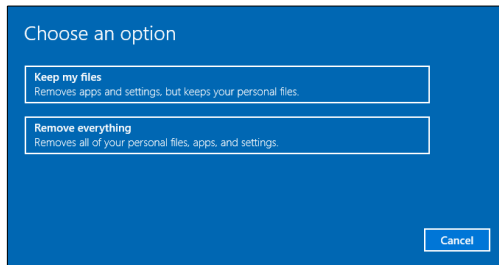 Choose an option
Keep my files
Removes apps and settings, but keeps your personal files.
Remove everything
Removes all of your personal files, apps, and settings.
Cancel